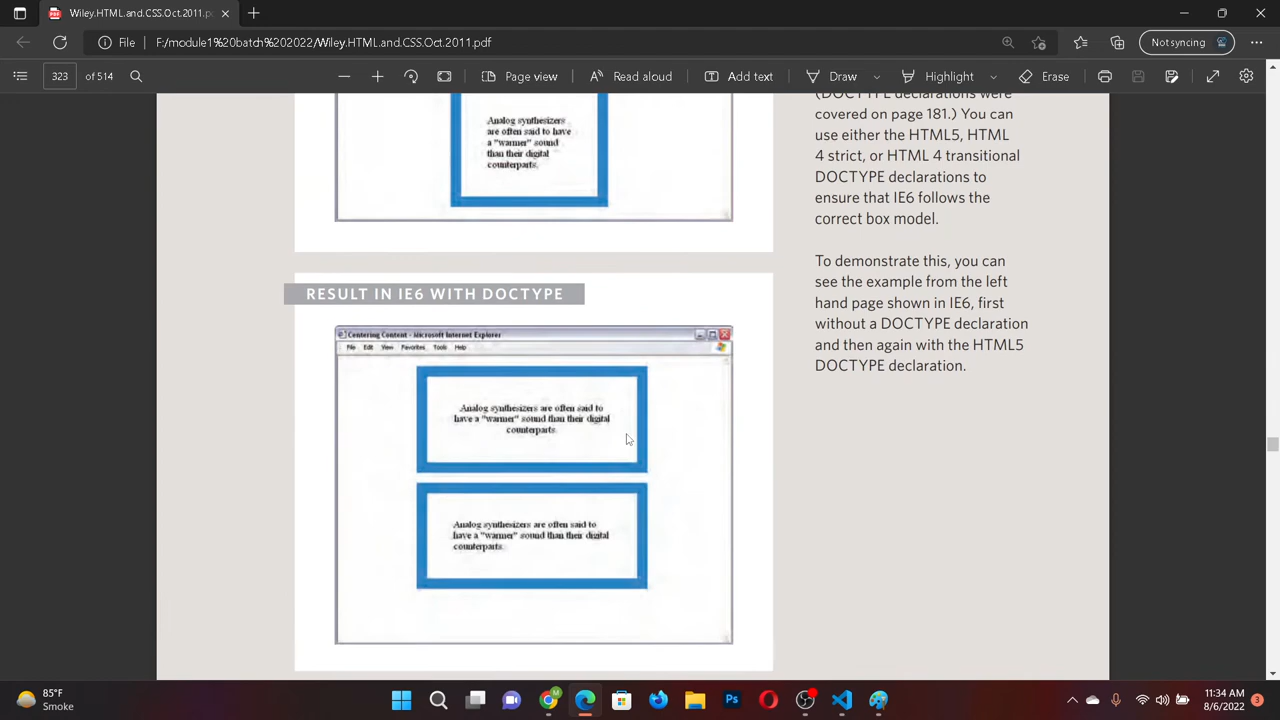 Wiley.HTML.and.CSS.Oct.2011.pdf
File
F:/module1%20batch%202022/Wiley.HTML.and.CSS.Oct.2011.pdf
Not syncing
323
of 514
Page view
Read aloud
Add text
Draw
Highlight
Erase
Analog synthesizers
are often said to have
a "warmer" sound
than their digital
counterparts.
(DOCTYPE declarations were
covered on page 181.) You can
use either the HTML5, HTML
4 strict, or HTML 4 transitional
DOCTYPE declarations to
ensure that IE6 follows the
correct box model.
To demonstrate this, you can
see the example from the left
hand page shown in IE6, first
without a DOCTYPE declaration
and then again with the HTML5
DOCTYPE declaration.
RESULT IN IE6 WITH DOCTYPE
Centering Content - Microsoft Internet Explorer
File Edit View Favorites Tools Help
Analog synthesizers are often said to
have a "warmer" sound than their digital
counterparts.
Analog synthesizers are often said to
have a "warmer" sound than their digital
counterparts.
85°F
Smoke
Ps
11:34 AM
8/6/2022
3